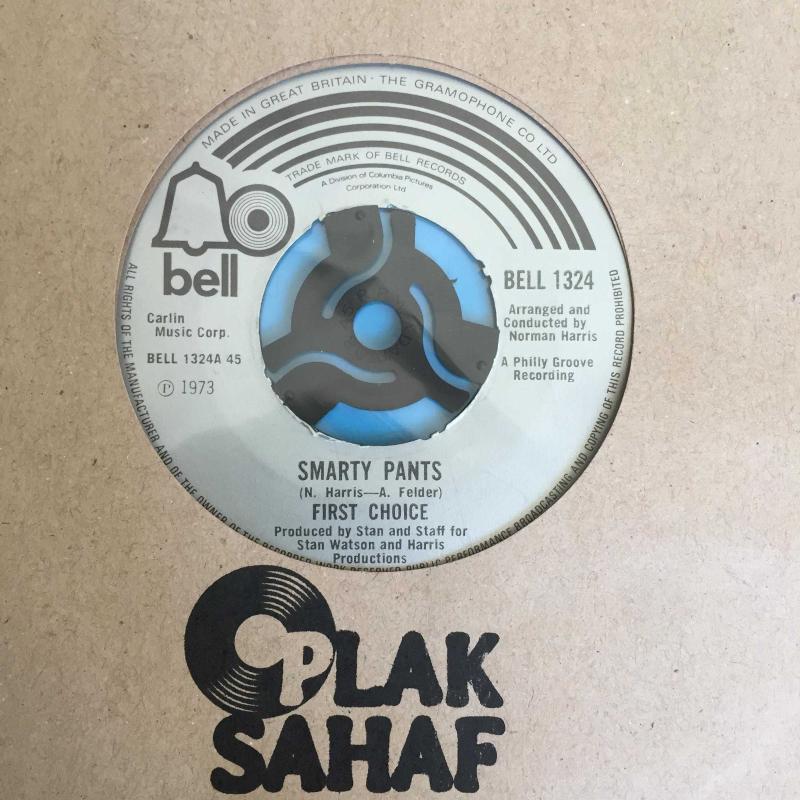 MADE IN GREAT BRITAIN · THE GRAMOPHONE CO LTD
TRADE MARK OF BELL RECORDS
A Division of Columbia Pictures
Corporation Ltd
bell
BELL 1324
Carlin
Music Corp.
BELL 1324A 45
Ⓟ 1973
Arranged and
Conducted by
Norman Harris
A Philly Groove
Recording
SMARTY PANTS
(N. Harris—A. Felder)
FIRST CHOICE
Produced by Stan and Staff for
Stan Watson and Harris
Productions
ALL RIGHTS OF THE MANUFACTURER AND OF THE OWNER OF THE RECORDED WORK RESERVED PUBLIC PERFORMANCE BROADCASTING AND COPYING OF THIS RECORD PROHIBITED
PLAK
SAHAF